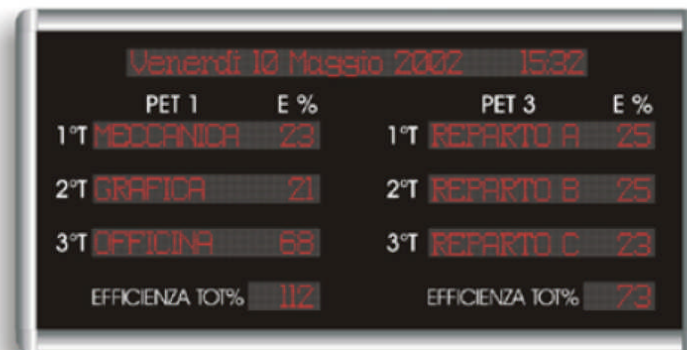 Venerdi 10 Maggio 2002 15:32
PET 1 E % PET 3 E %
1°T MECCANICA 23 1°T REPARTO A 25
2°T GRAFICA 21 2°T REPARTO B 25
3°T OFFICINA 68 3°T REPARTO C 23
EFFICIENZA TOT% 112 EFFICIENZA TOT% 73